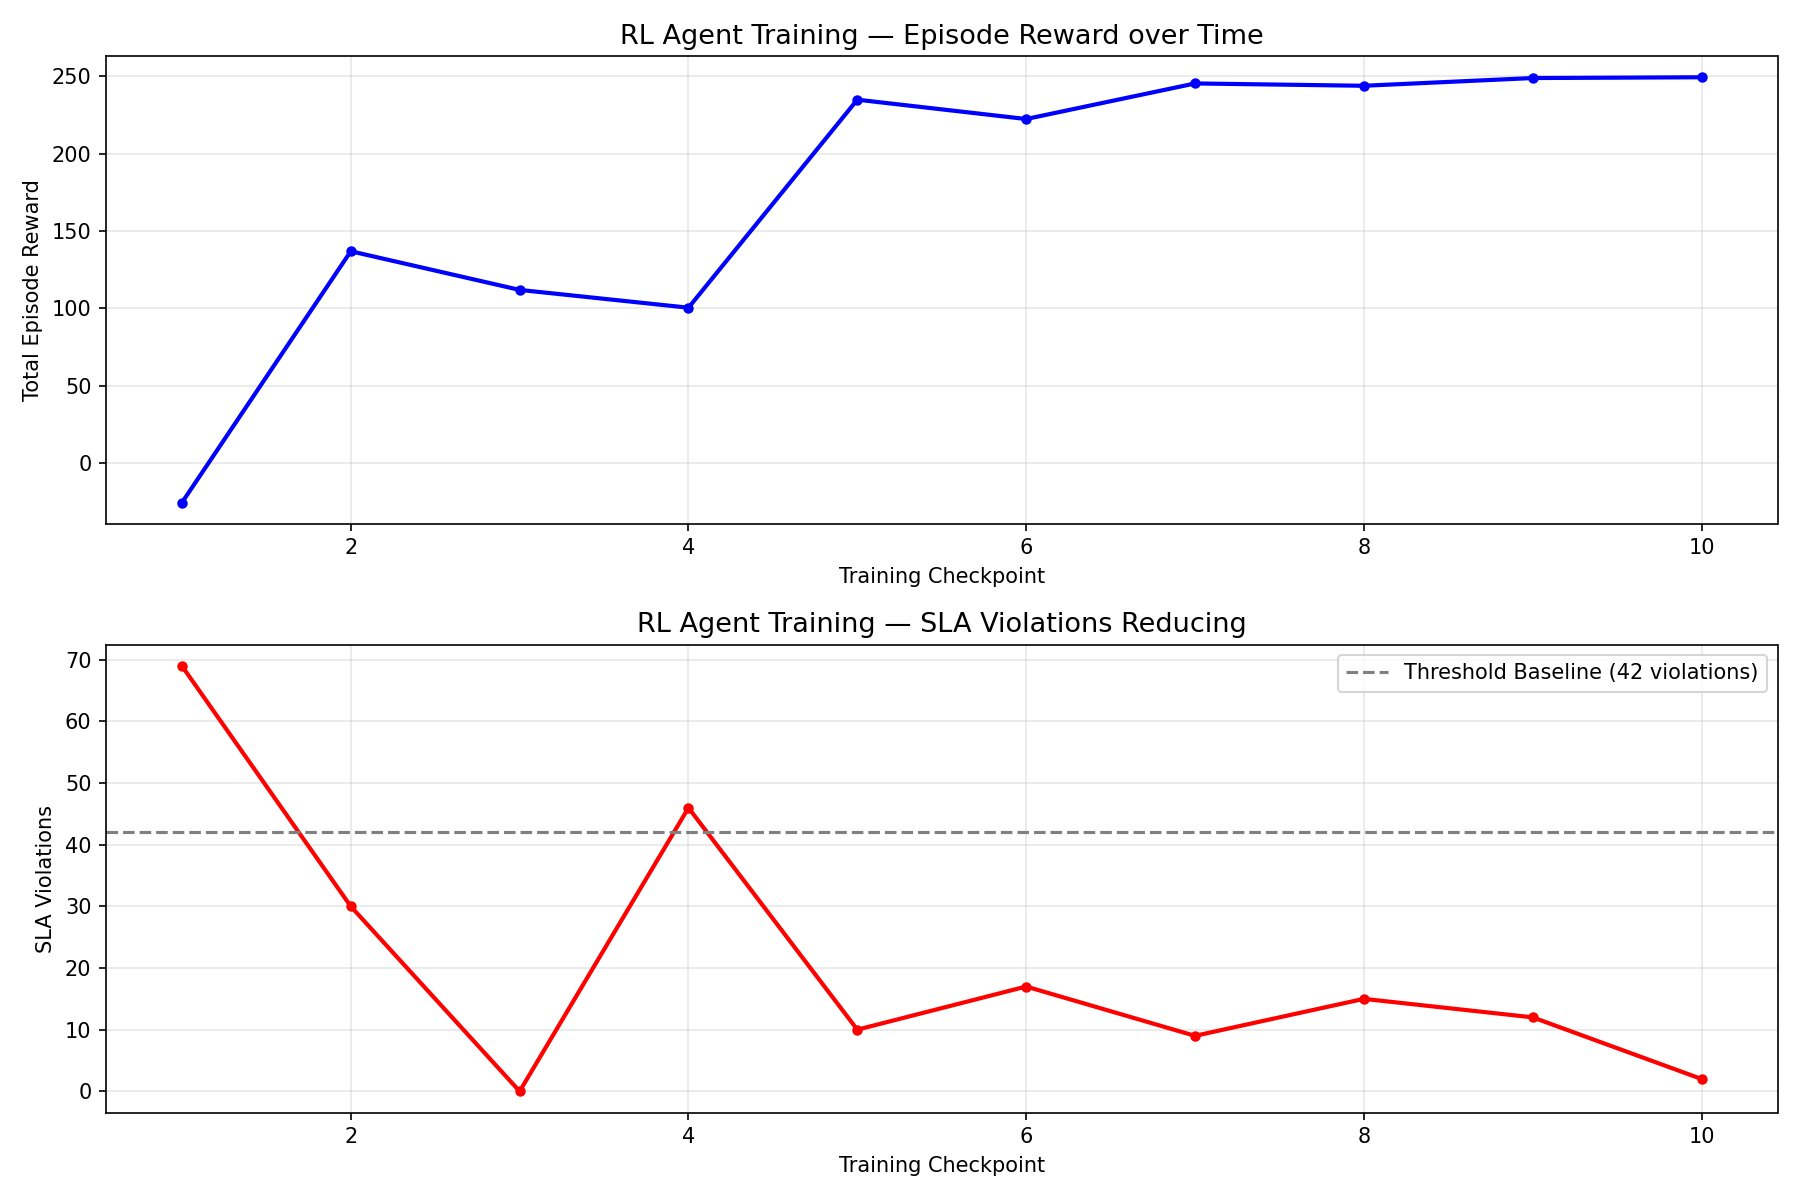 RL Agent Training — Episode Reward over Time
Total Episode Reward
250
200
150
100
50
0
2 4 6 8 10
Training Checkpoint
RL Agent Training — SLA Violations Reducing
Threshold Baseline (42 violations)
SLA Violations
70
60
50
40
30
20
10
0
2 4 6 8 10
Training Checkpoint